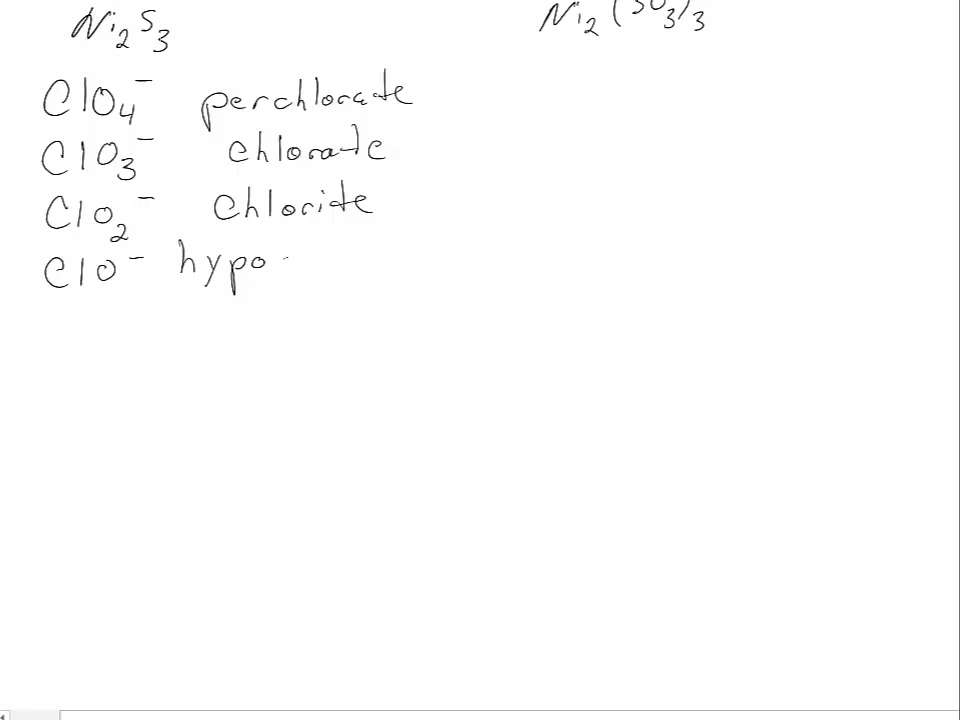 Ni₂S₃ Ni₂(SO₃)₃
ClO₄⁻ perchlorate
ClO₃⁻ chlorate
ClO₂⁻ chlorite
ClO⁻ hypo